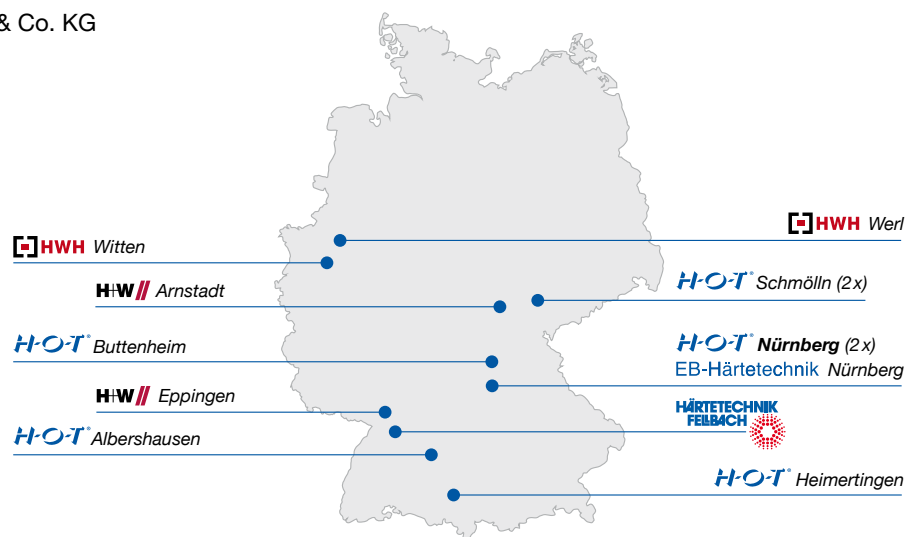 & Co. KG
HWH Werl
HWH Witten
H-O-T® Schmölln (2x)
H+W Arnstadt
H-O-T® Nürnberg (2x)
H-O-T® Buttenheim
EB-Härtetechnik Nürnberg
H+W Eppingen
HÄRTETECHNIK
FELLBACH
H-O-T® Albershausen
H-O-T® Heimertingen